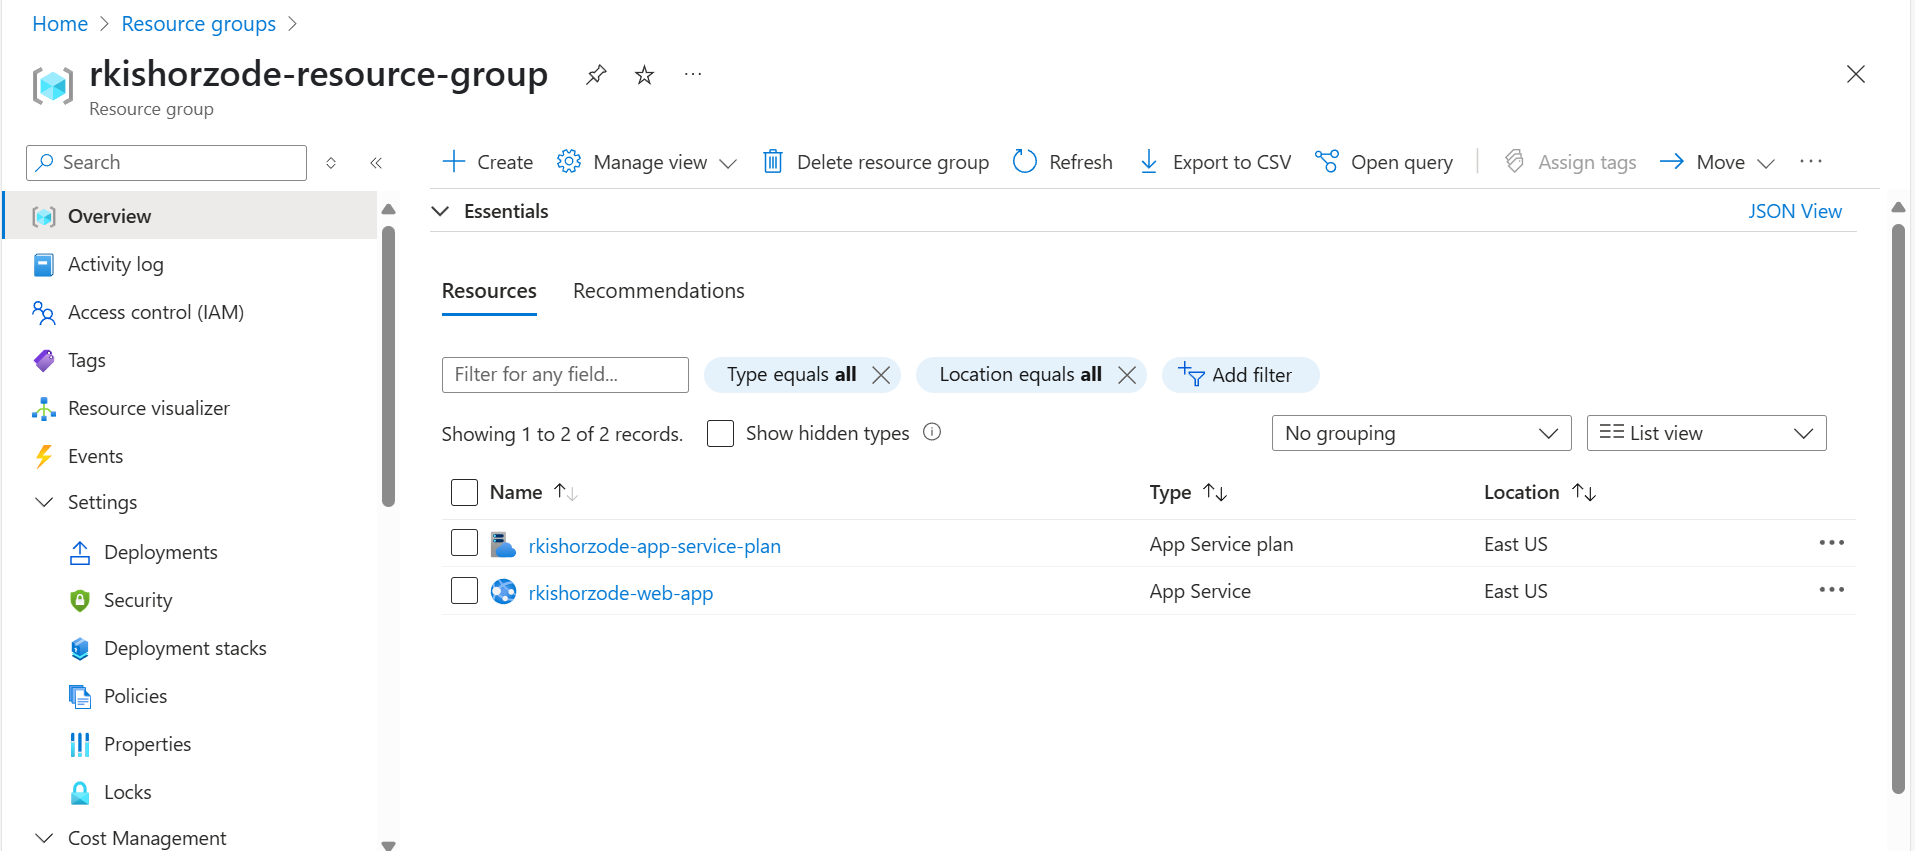 Home > Resource groups >
rkishorzode-resource-group ...
Resource group
Search
Overview
Activity log
Access control (IAM)
Tags
Resource visualizer
Events
Settings
Deployments
Security
Deployment stacks
Policies
Properties
Locks
Cost Management
Create Manage view Delete resource group Refresh Export to CSV Open query Assign tags Move ...
Essentials JSON View
Resources Recommendations
Filter for any field... Type equals all Location equals all Add filter
Showing 1 to 2 of 2 records. Show hidden types No grouping List view
Name Type Location
rkishorzode-app-service-plan App Service plan East US ...
rkishorzode-web-app App Service East US ...